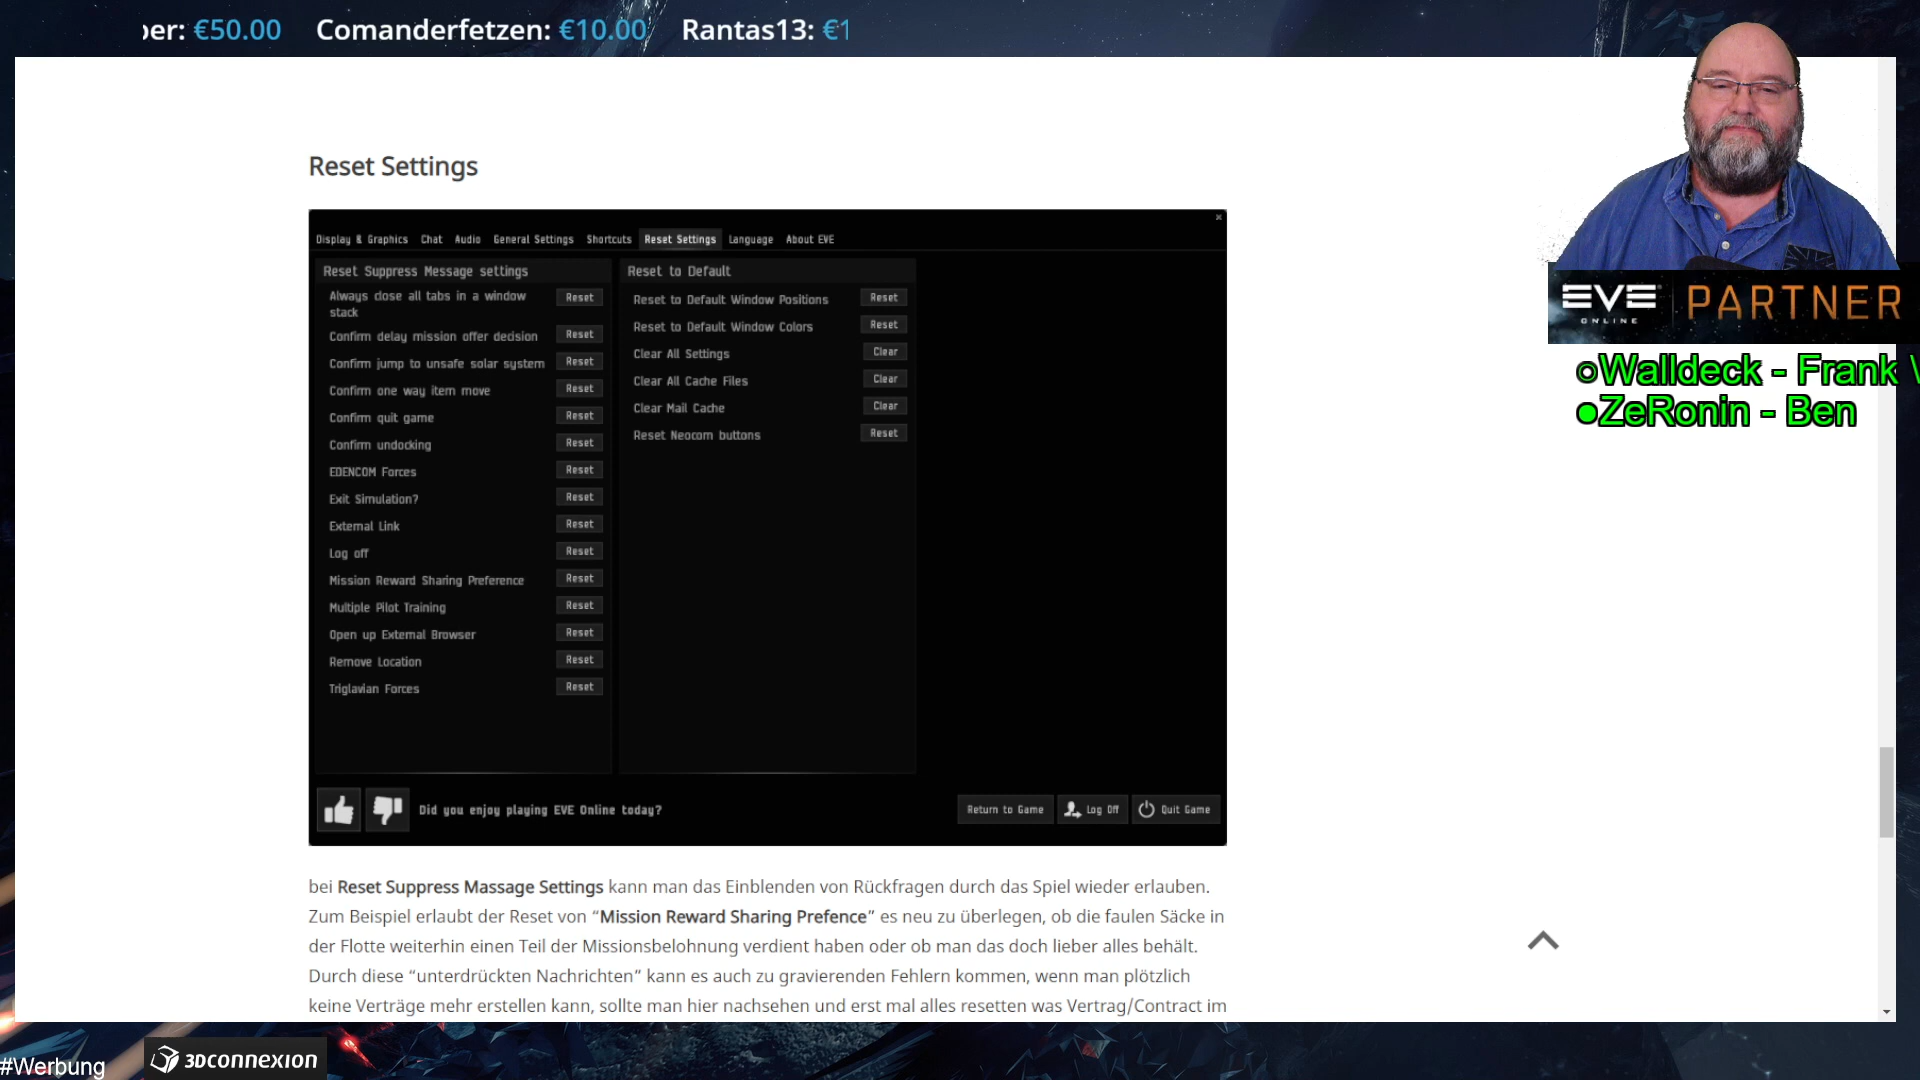 €50.00 Comanderfetzen: €10.00 Rantas13:
Reset Settings
Display & Graphics Chat Audio General Settings Shortcuts Reset Settings Language About EVE
Reset Suppress Message settings
Always close all tabs in a window stack Reset
Confirm delay mission offer decision Reset
Confirm jump to unsafe solar system Reset
Confirm one way item move Reset
Confirm quit game Reset
Confirm undocking Reset
EDENCOM Forces Reset
Exit Simulation? Reset
External Link Reset
Log off Reset
Mission Reward Sharing Preference Reset
Multiple Pilot Training Reset
Open up External Browser Reset
Remove Location Reset
Triglavian Forces Reset
Reset to Default
Reset to Default Window Positions Reset
Reset to Default Window Colors Reset
Clear All Settings Clear
Clear All Cache Files Clear
Clear Mail Cache Clear
Reset Neocom buttons Reset
Did you enjoy playing EVE Online today?
Return to Game Log Off Quit Game
bei Reset Suppress Massage Settings kann man das Einblenden von Rückfragen durch das Spiel wieder erlauben.
Zum Beispiel erlaubt der Reset von “Mission Reward Sharing Prefence” es neu zu überlegen, ob die faulen Säcke in
der Flotte weiterhin einen Teil der Missionsbelohnung verdient haben oder ob man das doch lieber alles behält.
Durch diese “unterdrückten Nachrichten” kann es auch zu gravierenden Fehlern kommen, wenn man plötzlich
keine Verträge mehr erstellen kann, sollte man hier nachsehen und erst mal alles resetten was Vertrag/Contract im
EVE ONLINE PARTNER
Walldeck - Frank
ZeRonin - Ben
#Werbung
3DCONNEXION